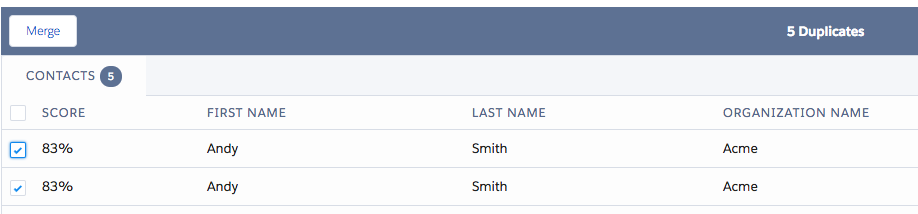 Merge 5 Duplicates
CONTACTS 5
SCORE FIRST NAME LAST NAME ORGANIZATION NAME
83% Andy Smith Acme
83% Andy Smith Acme